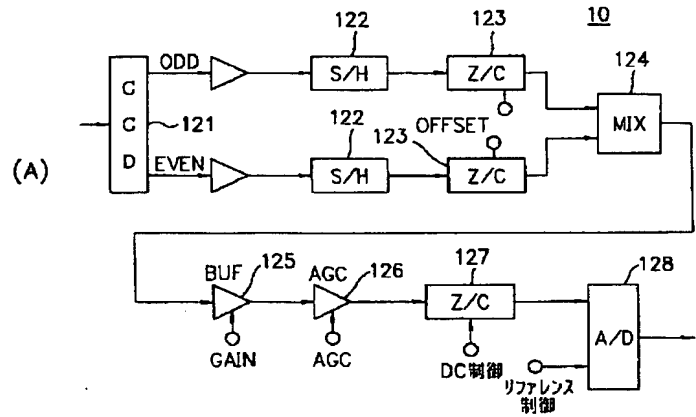 10
122
123
124
ODD
S/H
Z/C
CCD
121
OFFSET
MIX
(A)
122
123
EVEN
S/H
Z/C
BUF
125
AGC
126
127
128
Z/C
A/D
GAIN
AGC
DC制御
リファレンス
制御